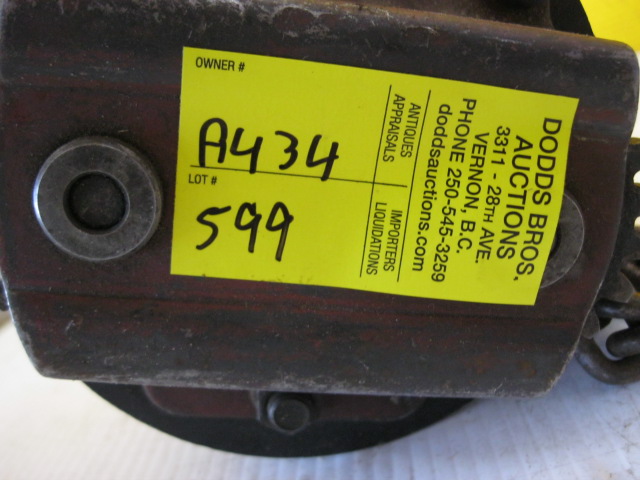 OWNER #
A434
LOT #
599
ANTIQUES
APPRAISALS
IMPORTERS
LIQUIDATIONS
DODDS BROS.
AUCTIONS
3311 - 28TH AVE.
VERNON, B.C.
PHONE 250-545-3259
doddsauctions.com